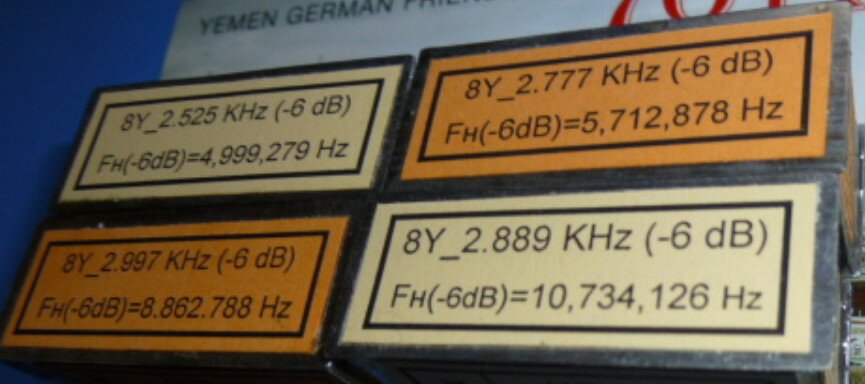 YEMEN GERMAN
8Y_2.525 KHz (-6 dB)
FH(-6dB)=4,999,279 Hz
8Y_2.777 KHz (-6 dB)
FH(-6dB)=5,712,878 Hz
8Y_2.997 KHz (-6 dB)
FH(-6dB)=8.862.788 Hz
8Y_2.889 KHz (-6 dB)
FH(-6dB)=10,734,126 Hz